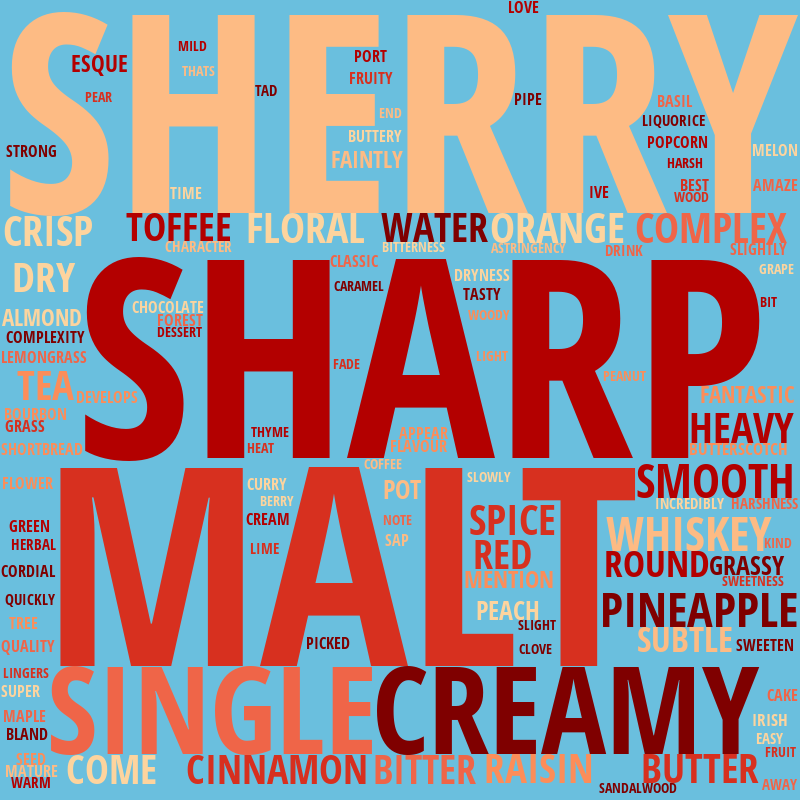 LOVE
SHERRY
ESQUE
MILD
THATS
PORT
FRUITY
PEAR
TAD
PIPE
BASIL
END
LIQUORICE
BUTTERY
POPCORN
STRONG
FAINTLY
HARSH
MELON
TIME
IVE
BEST
WOOD
AMAZE
CRISP
TOFFEE
FLORAL
WATER
ORANGE
COMPLEX
CHARACTER
BITTERNESS
ASTRINGENCY
DRINK
SLIGHTLY
SHARP
CLASSIC
DRY
DRYNESS
GRAPE
CARAMEL
TASTY
BIT
CHOCOLATE
ALMOND
FOREST
WOODY
COMPLEXITY
DESSERT
LEMONGRASS
FADE
LIGHT
TEA
PEANUT
DEVELOPS
FANTASTIC
BOURBON
GRASS
THYME
APPEAR
HEAVY
SHORTBREAD
HEAT
FLAVOUR
BUTTERSCOTCH
COFFEE
MALT
FLOWER
CURRY
POT
SLOWLY
SMOOTH
BERRY
INCREDIBLY
HARSHNESS
GREEN
CREAM
NOTE
SPICE
WHISKEY
HERBAL
LIME
SAP
RED
KIND
CORDIAL
MENTION
ROUND
GRASSY
SWEETNESS
QUICKLY
PEACH
PINEAPPLE
TREE
SLIGHT
QUALITY
PICKED
CLOVE
SUBTLE
SWEETEN
LINGERS
SINGLE
CREAMY
SUPER
CAKE
MAPLE
IRISH
BLAND
EASY
SEED
COME
CINNAMON
BITTER
RAISIN
BUTTER
FRUIT
MATURE
WARM
SANDALWOOD
AWAY